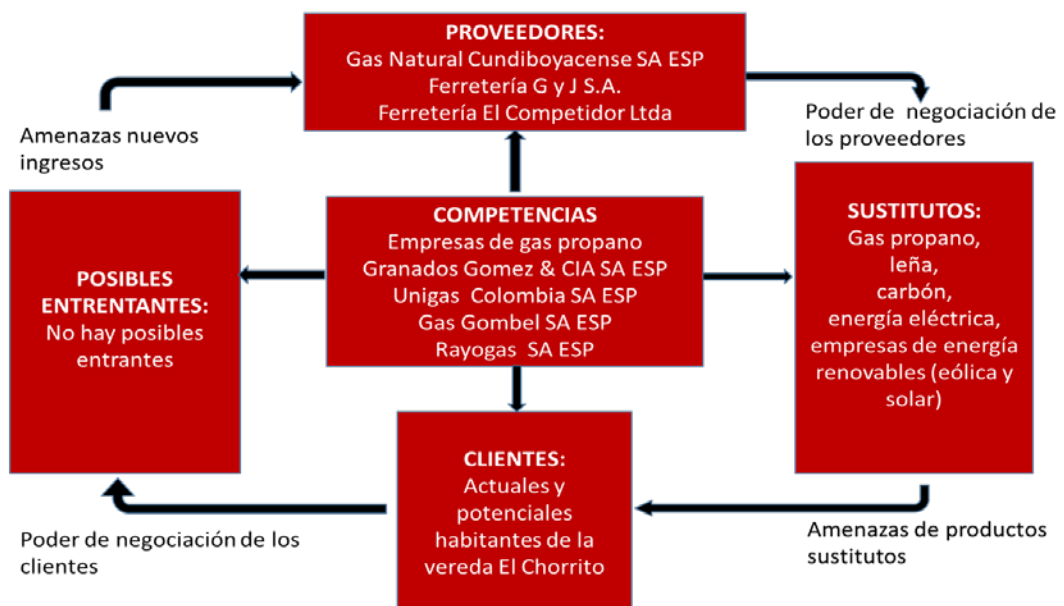 PROVEEDORES:
Gas Natural Cundiboyacense SA ESP
Ferretería G y J S.A.
Ferretería El Competidor Ltda
Amenazas nuevos
ingresos
Poder de negociación de
los proveedores
POSIBLES
ENTRENTANTES:
No hay posibles
entrantes
COMPETENCIAS
Empresas de gas propano
Granados Gomez & CIA SA ESP
Unigas Colombia SA ESP
Gas Gombel SA ESP
Rayogas SA ESP
SUSTITUTOS:
Gas propano,
leña,
carbón,
energía eléctrica,
empresas de energía
renovables (eólica y
solar)
CLIENTES:
Actuales y
potenciales
habitantes de la
vereda El Chorrito
Poder de negociación de los
clientes
Amenazas de productos
sustitutos